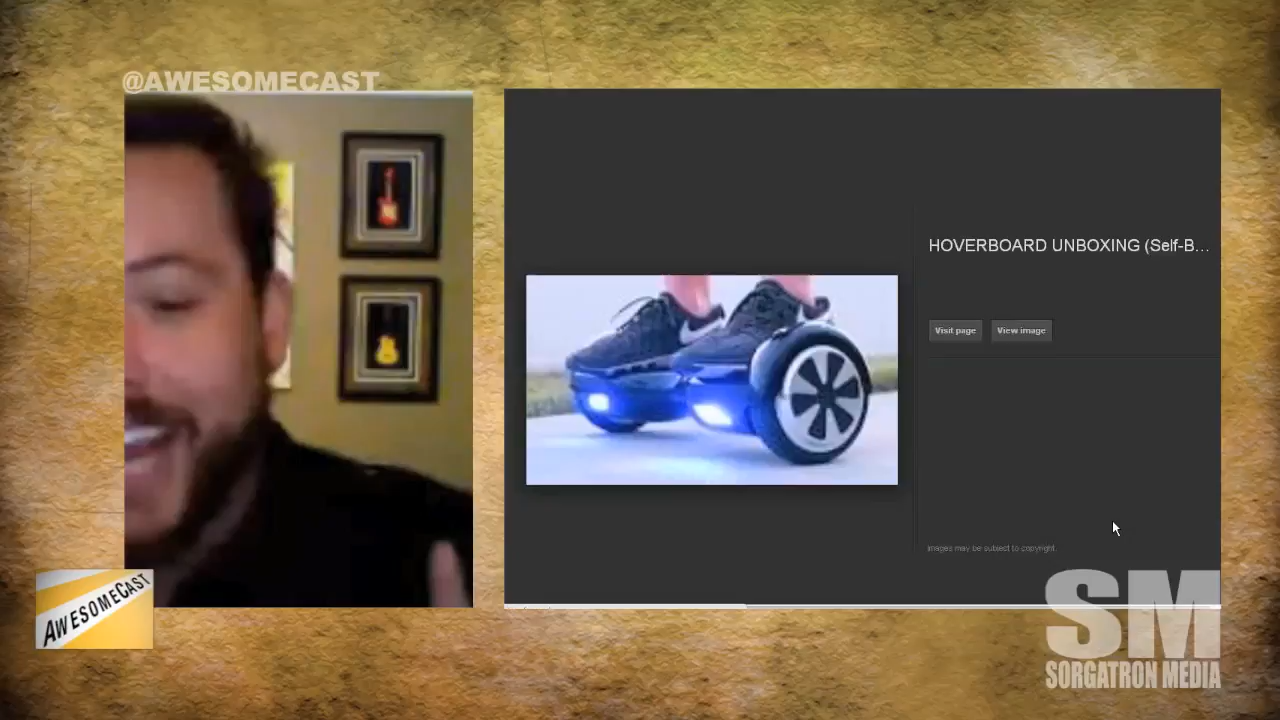 @AWESOMECAST
HOVERBOARD UNBOXING (Self-B...
Visit page
View image
Images may be subject to copyright.
AWESOMECAST
SM
SORGATRON MEDIA